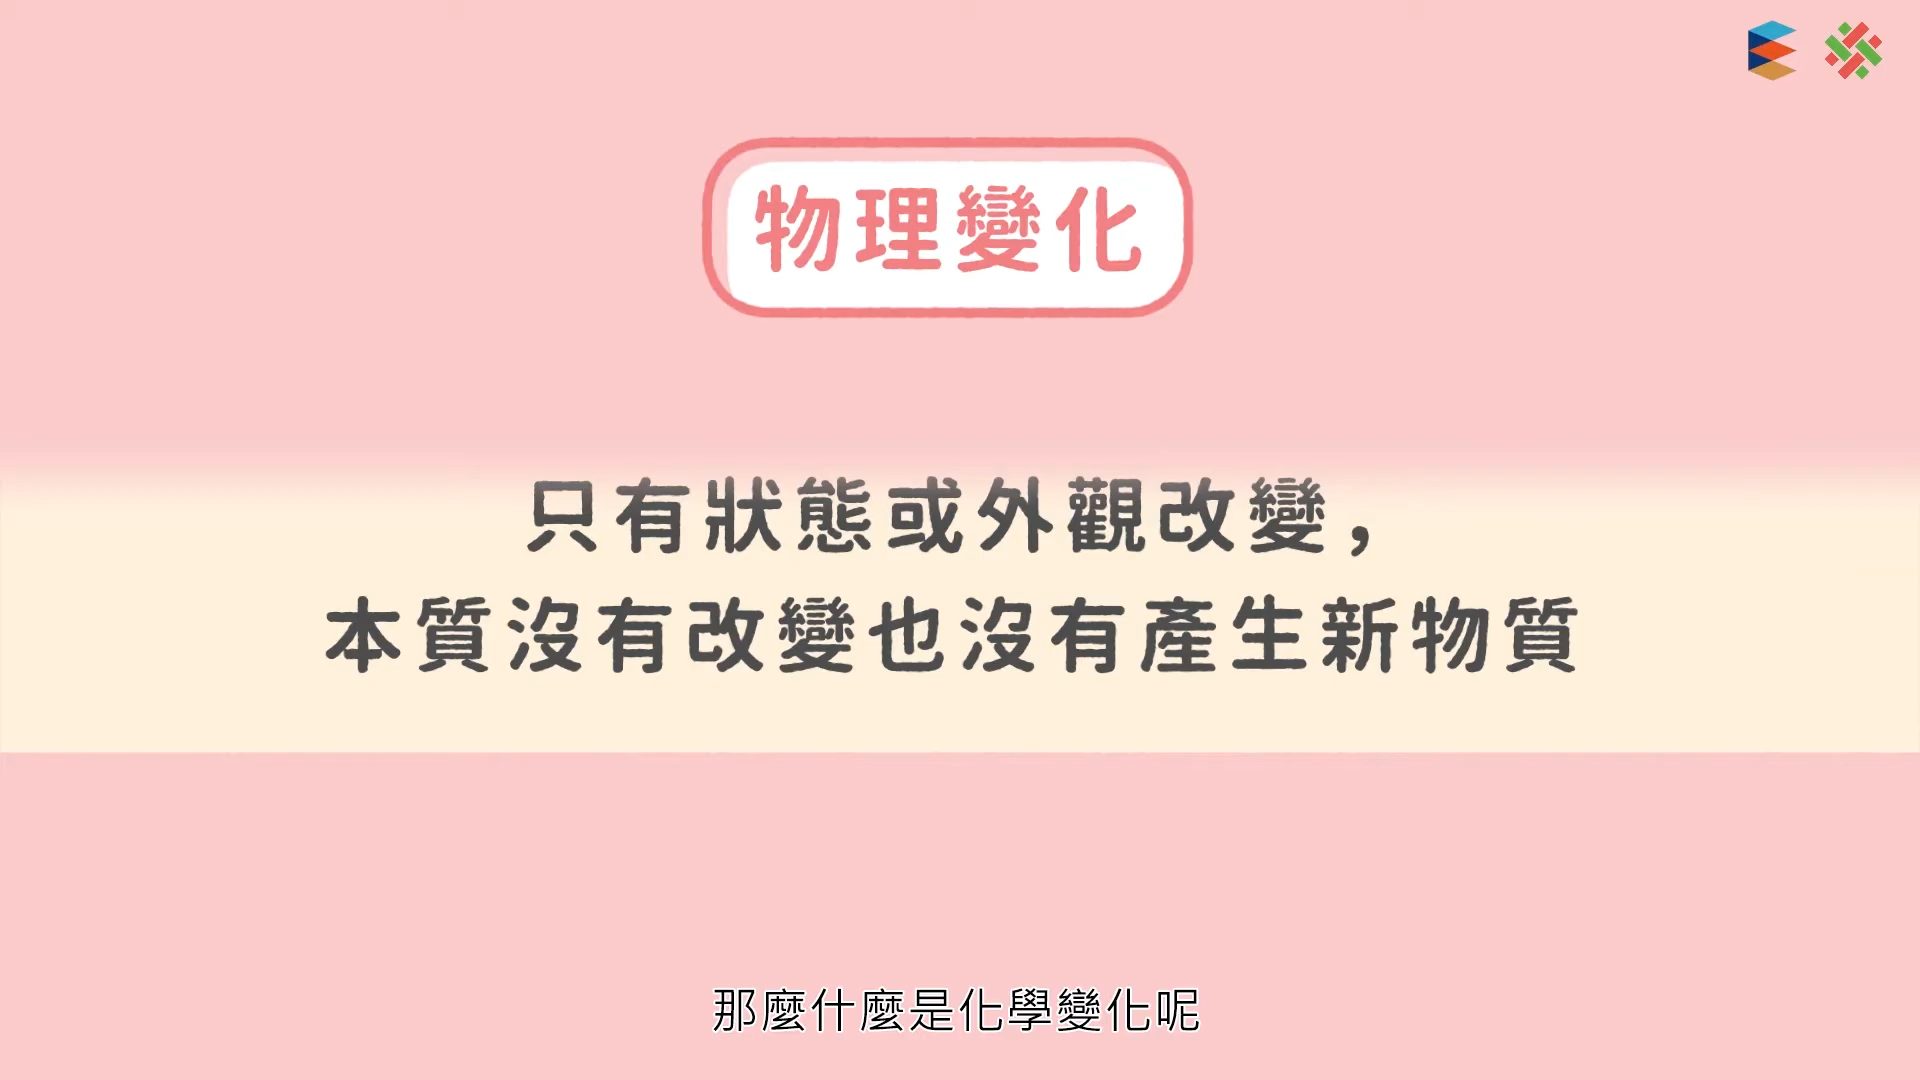 物理變化
只有狀態或外觀改變，
本質沒有改變也沒有產生新物質
那麼什麼是化學變化呢